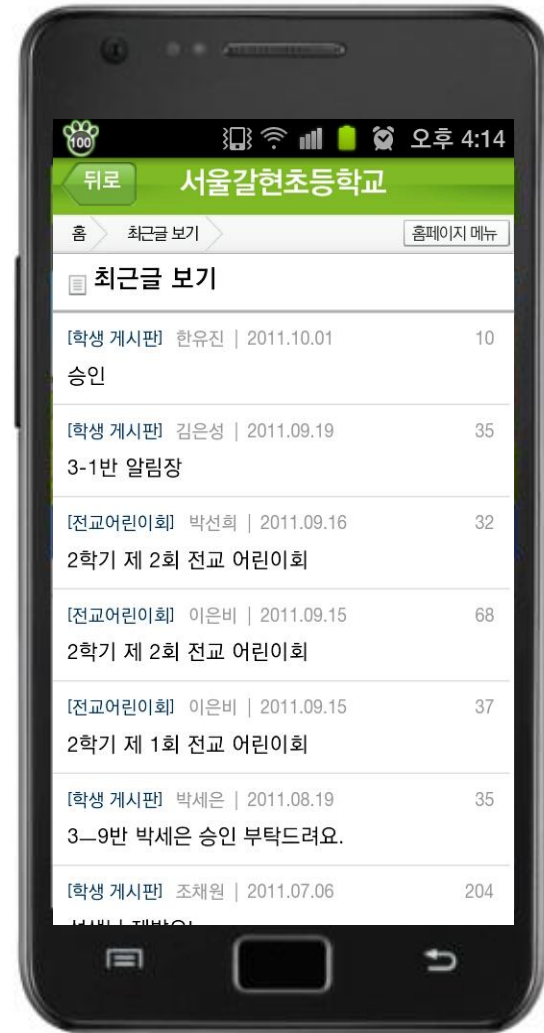 100
오후 4:14
뒤로
서울갈현초등학교
홈
최근글 보기
홈페이지 메뉴
최근글 보기
[학생 게시판] 한유진 | 2011.10.01 10
승인
[학생 게시판] 김은성 | 2011.09.19 35
3-1반 알림장
[전교어린이회] 박선희 | 2011.09.16 32
2학기 제 2회 전교 어린이회
[전교어린이회] 이은비 | 2011.09.15 68
2학기 제 2회 전교 어린이회
[전교어린이회] 이은비 | 2011.09.15 37
2학기 제 1회 전교 어린이회
[학생 게시판] 박세은 | 2011.08.19 35
3—9반 박세은 승인 부탁드려요.
[학생 게시판] 조채원 | 2011.07.06 204